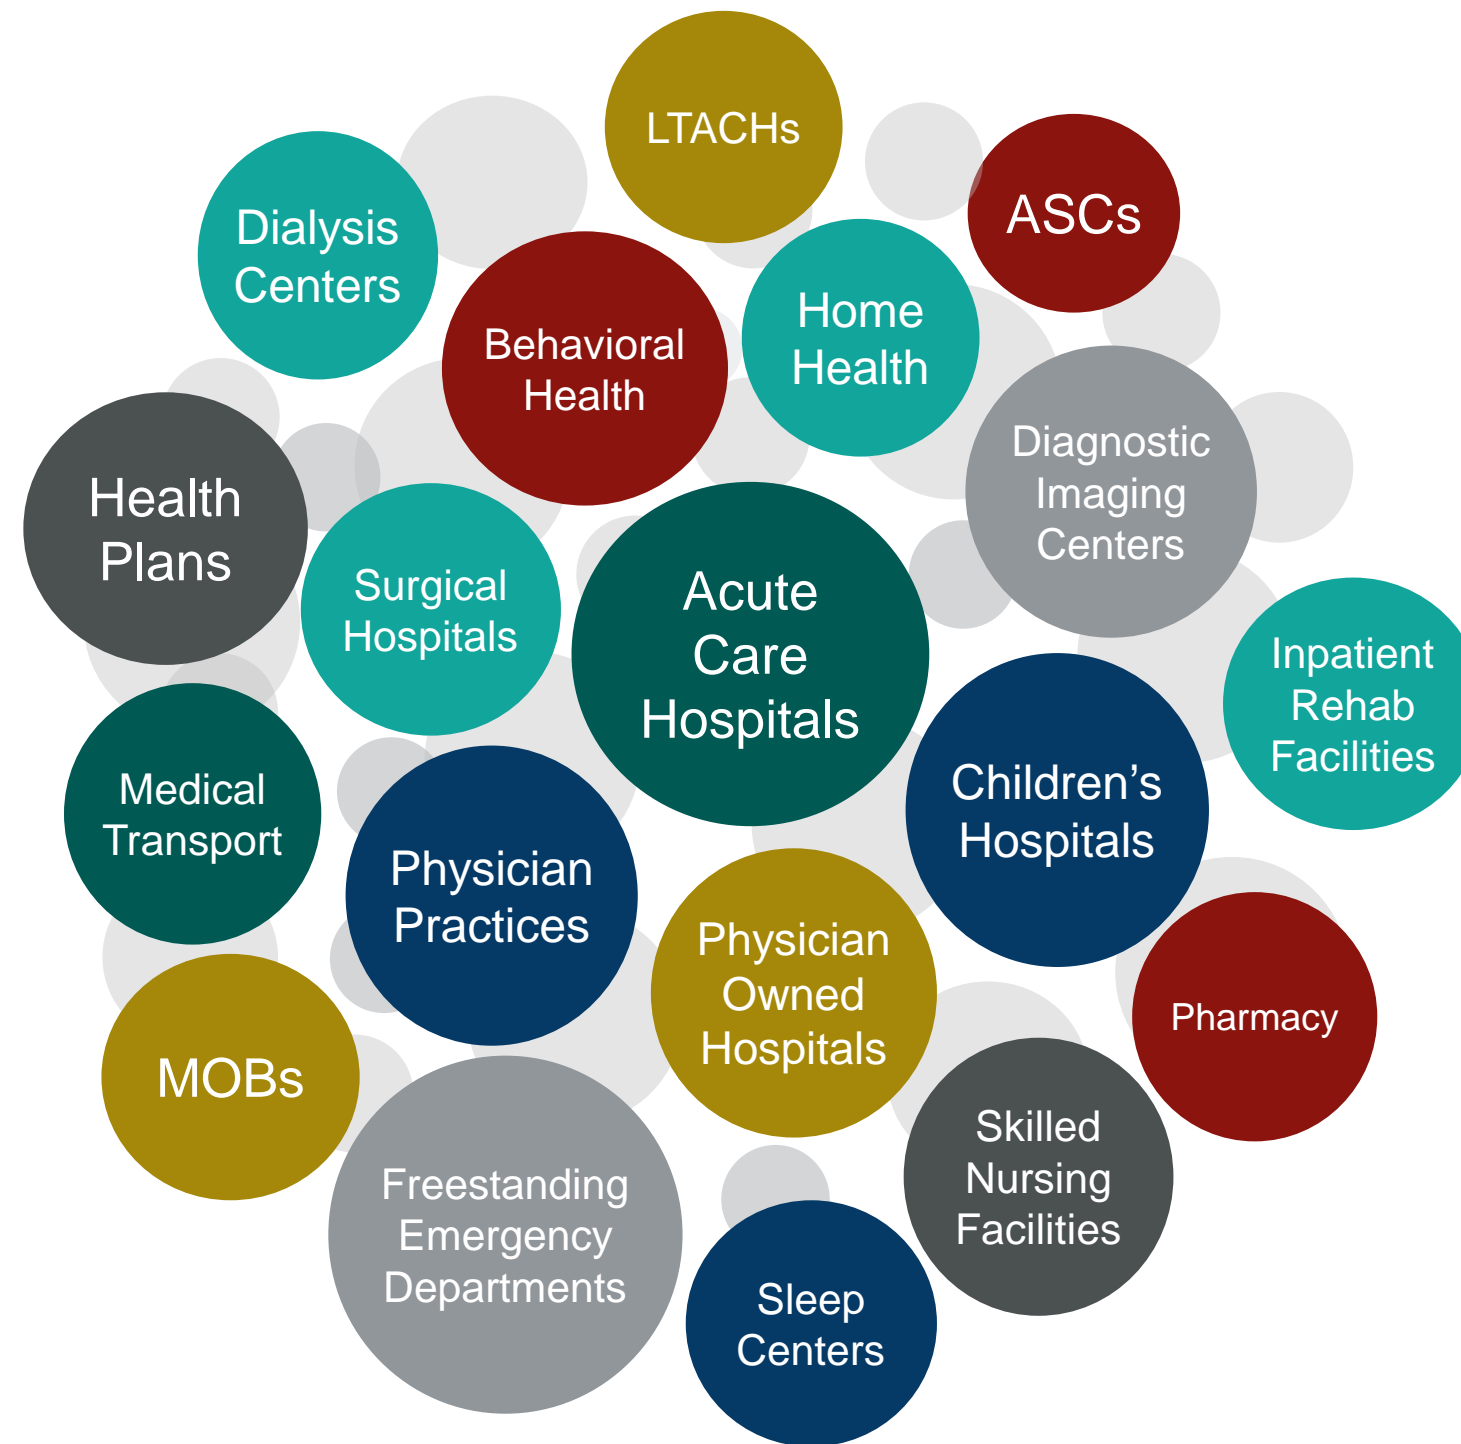 LTACHs
Dialysis
Centers
ASCs
Behavioral
Health
Home
Health
Diagnostic
Imaging
Centers
Health
Plans
Surgical
Hospitals
Acute
Care
Hospitals
Inpatient
Rehab
Facilities
Medical
Transport
Children’s
Hospitals
Physician
Practices
Physician
Owned
Hospitals
Pharmacy
MOBs
Skilled
Nursing
Facilities
Freestanding
Emergency
Departments
Sleep
Centers